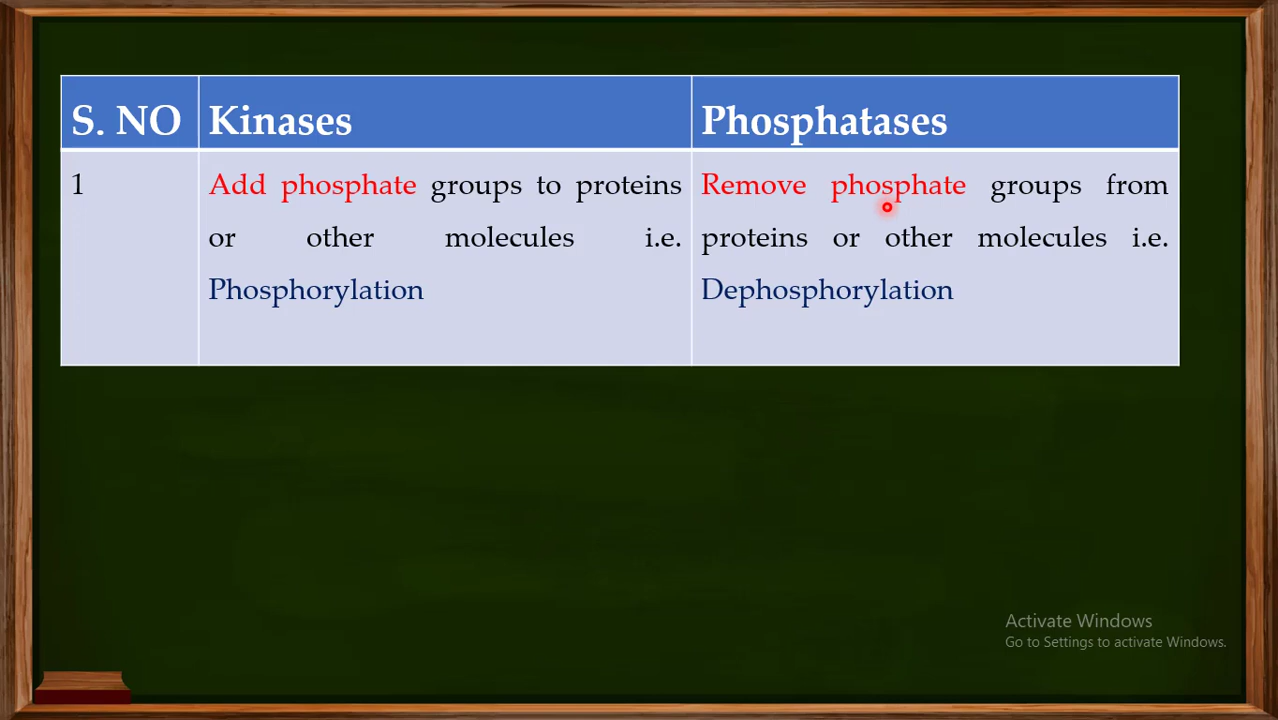 S. NO Kinases Phosphatases
1 Add phosphate groups to proteins Remove phosphate groups from
or other molecules i.e. proteins or other molecules i.e.
Phosphorylation Dephosphorylation
Activate Windows
Go to Settings to activate Windows.